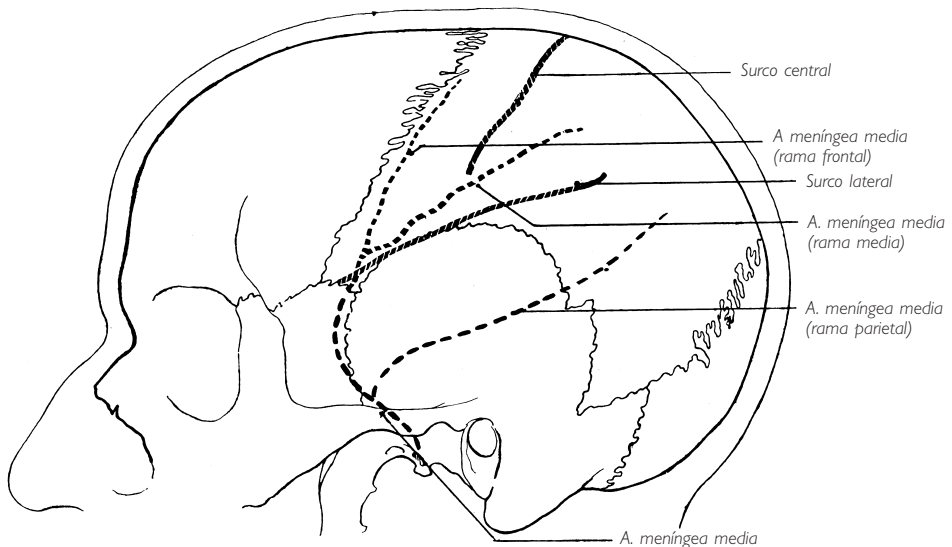 Surco central
A meníngea media
(rama frontal)
Surco lateral
A. meníngea media
(rama media)
A. meníngea media
(rama parietal)
A. meníngea media